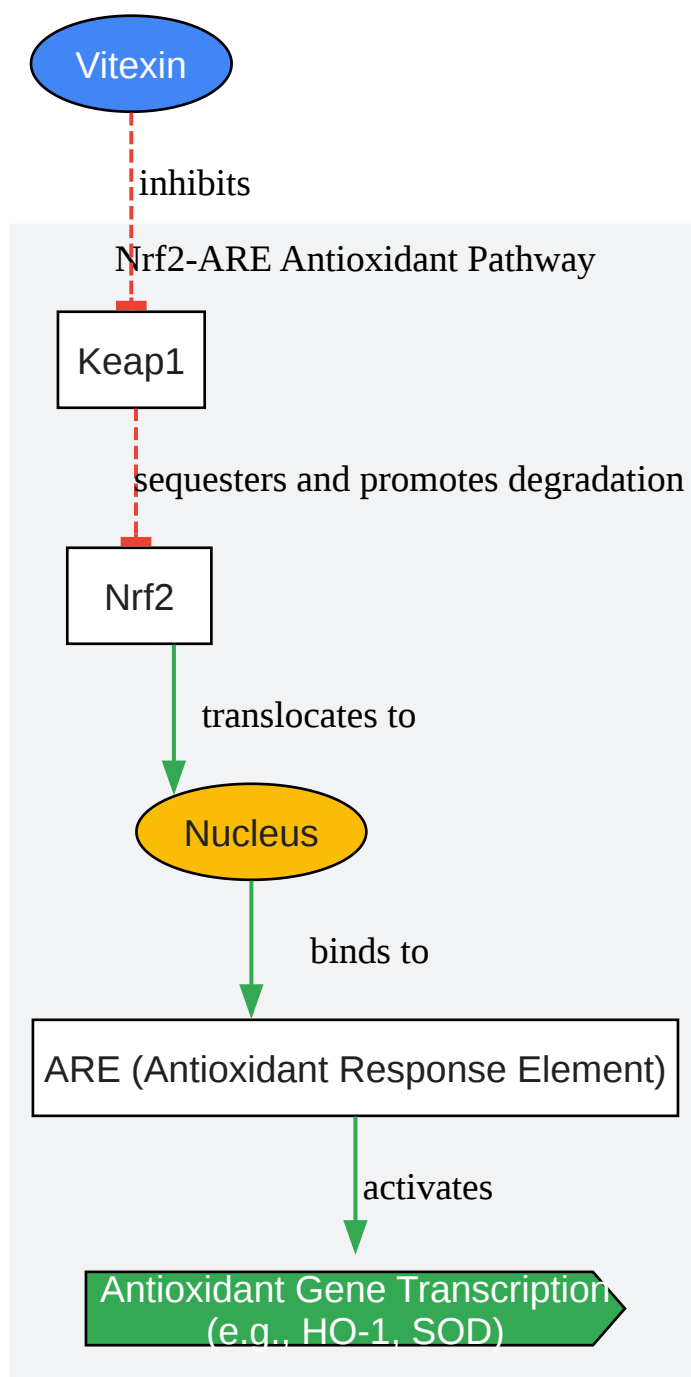 Vitexin
inhibits
Nrf2-ARE Antioxidant Pathway
Keap1
sequesters and promotes degradation
Nrf2
translocates to
Nucleus
binds to
ARE (Antioxidant Response Element)
activates
Antioxidant Gene Transcription
(e.g., HO-1, SOD)